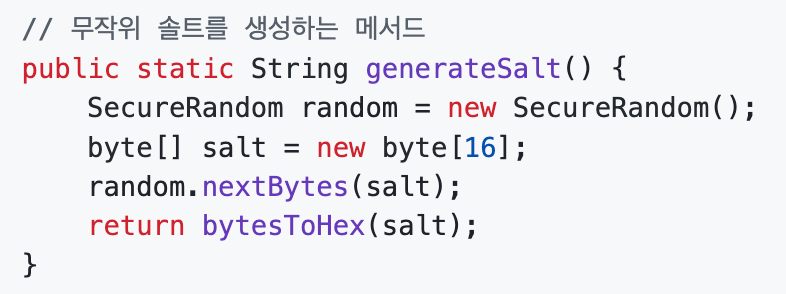 // 무작위 솔트를 생성하는 메서드
public static String generateSalt() {
    SecureRandom random = new SecureRandom();
    byte[] salt = new byte[16];
    random.nextBytes(salt);
    return bytesToHex(salt);
}